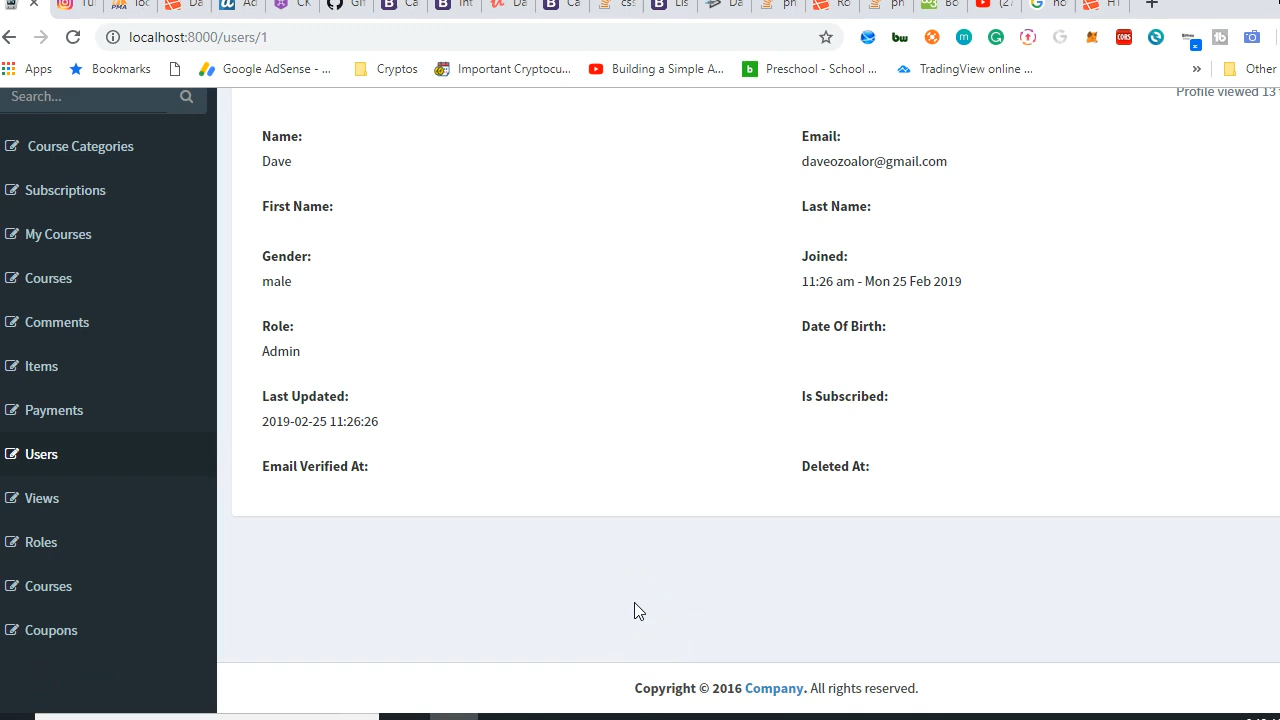 localhost:8000/users/1
Apps Bookmarks Google AdSense - ... Cryptos Important Cryptocu... Building a Simple A... Preschool - School ... TradingView online ... » Other
Search...
Profile viewed 13
Course Categories
Subscriptions
My Courses
Courses
Comments
Items
Payments
Users
Views
Roles
Courses
Coupons
Name: Email:
Dave daveozoalor@gmail.com
First Name: Last Name:
Gender: Joined:
male 11:26 am - Mon 25 Feb 2019
Role: Date Of Birth:
Admin
Last Updated: Is Subscribed:
2019-02-25 11:26:26
Email Verified At: Deleted At:
Copyright © 2016 Company. All rights reserved.